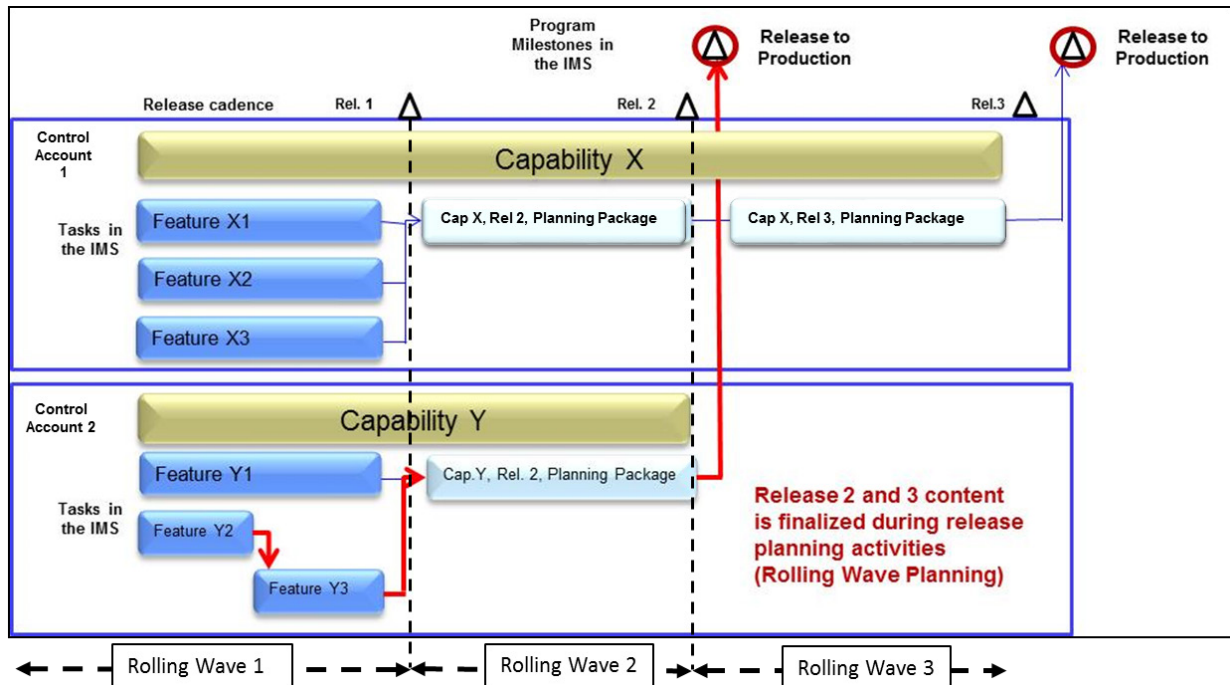 Program
Milestones in
the IMS
Release to
Production
Release to
Production
Release cadence
Rel. 1
Rel. 2
Rel.3
Control
Account
1
Capability X
Tasks in
the IMS
Feature X1
Cap X, Rel 2, Planning Package
Cap X, Rel 3, Planning Package
Feature X2
Feature X3
Control
Account 2
Capability Y
Feature Y1
Cap.Y, Rel. 2, Planning Package
Tasks in
the IMS
Feature Y2
Feature Y3
Release 2 and 3 content
is finalized during release
planning activities
(Rolling Wave Planning)
Rolling Wave 1
Rolling Wave 2
Rolling Wave 3